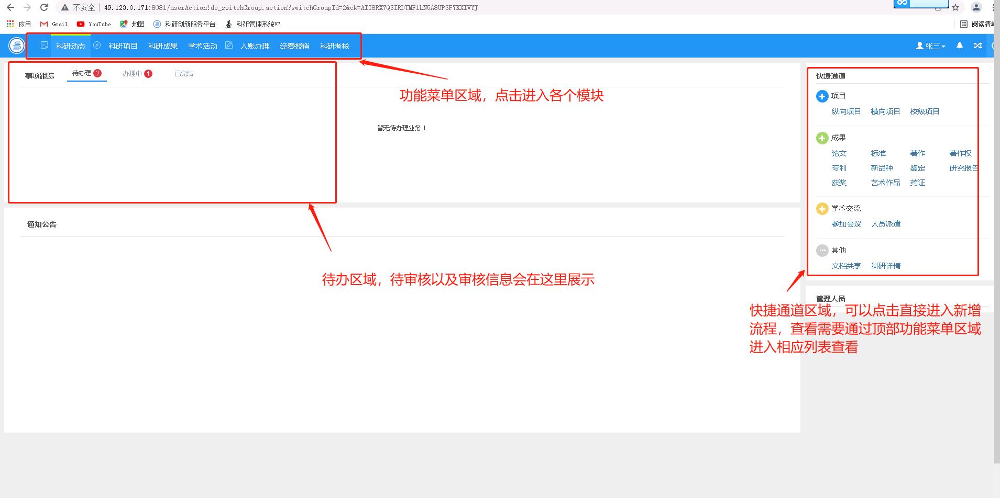 不安全 49.123.0.171:8081/userAction!do_switchGroup.action?switchGroupId=2&ck=AII8RX7QSIRDTMF1LN5A8UPSF7KXIVYJ
应用 Gmail YouTube 地图 科研创新服务平台 科研管理系统V7 阅读清单
科研动态 科研项目 科研成果 学术活动 入账办理 经费报销 科研考核 张三
事项跟踪 待办理 2 办理中 1 已完结
功能菜单区域，点击进入各个模块
暂无待办理业务！
通知公告
待办区域，待审核以及审核信息会在这里展示
快捷通道
项目
纵向项目 横向项目 校级项目
成果
论文 标准 著作 著作权
专利 新品种 鉴定 研究报告
获奖 艺术作品 药证
学术交流
参加会议 人员派遣
其他
文档共享 科研详情
管理人员
快捷通道区域，可以点击直接进入新增
流程，查看需要通过顶部功能菜单区域
进入相应列表查看